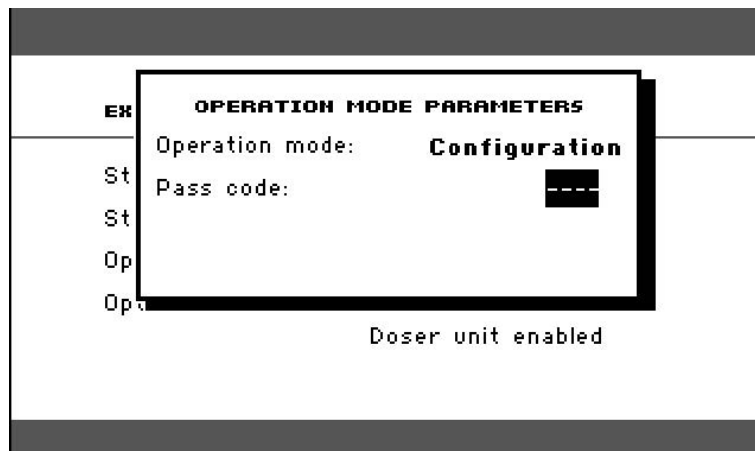 EX
OPERATION MODE PARAMETERS
Operation mode: Configuration
Pass code: ----
St
St
Op
Op
Doser unit enabled